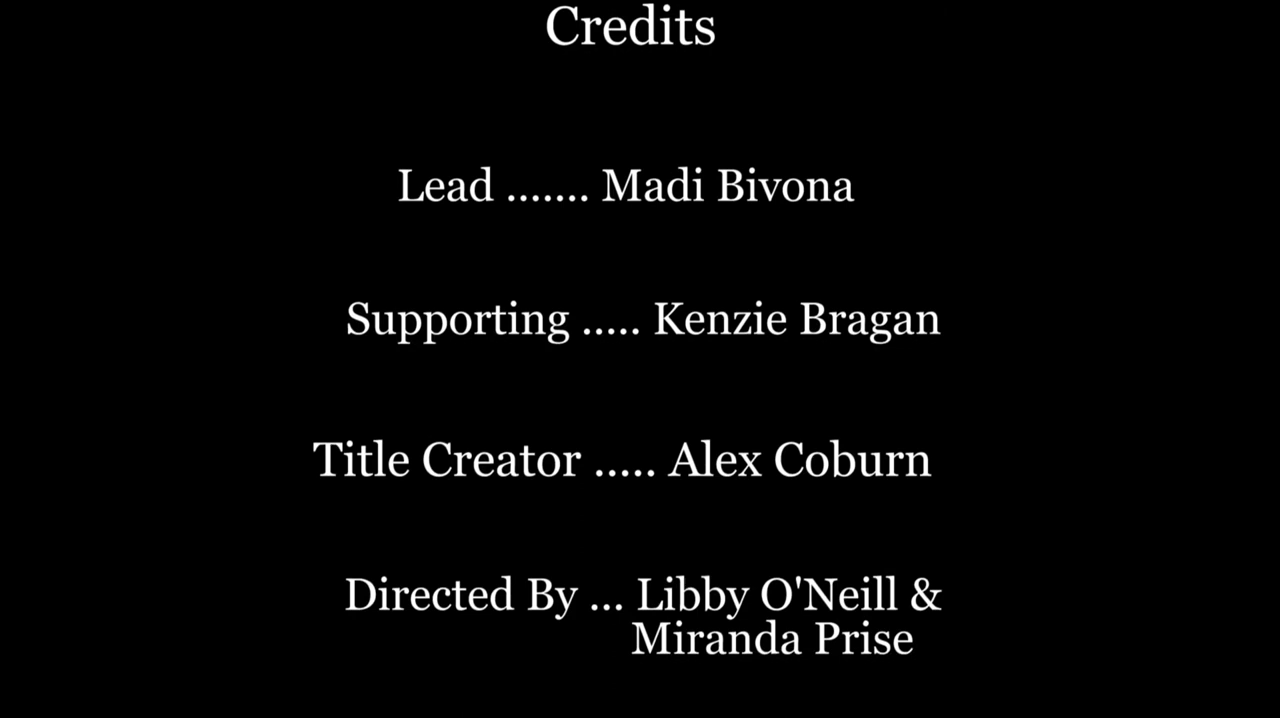 Credits
Lead ....... Madi Bivona
Supporting ..... Kenzie Bragan
Title Creator ..... Alex Coburn
Directed By ... Libby O'Neill &
Miranda Prise